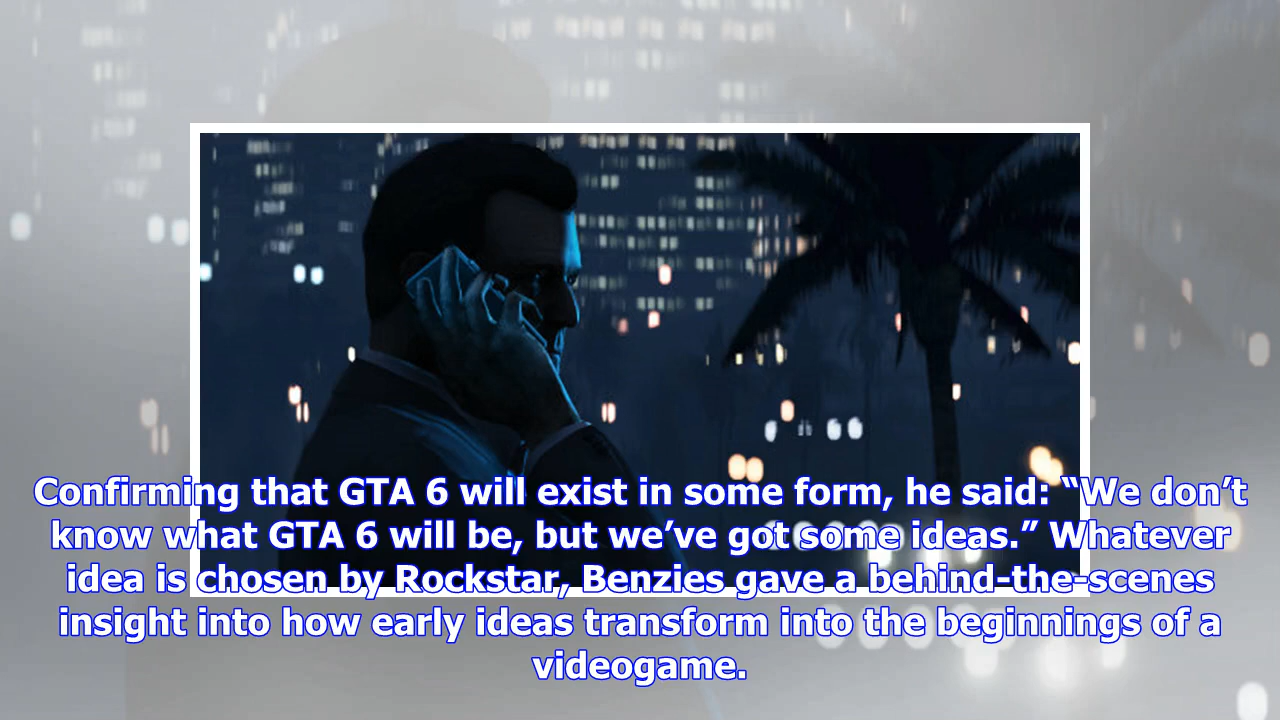 Confirming that GTA 6 will exist in some form, he said: “We don’t
know what GTA 6 will be, but we’ve got some ideas.” Whatever
idea is chosen by Rockstar, Benzies gave a behind-the-scenes
insight into how early ideas transform into the beginnings of a
videogame.